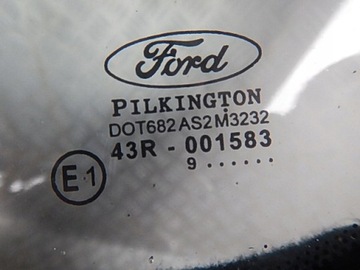 Ford
PILKINGTON
DOT682 AS2 M3232
43R - 001583
9 ......
E1